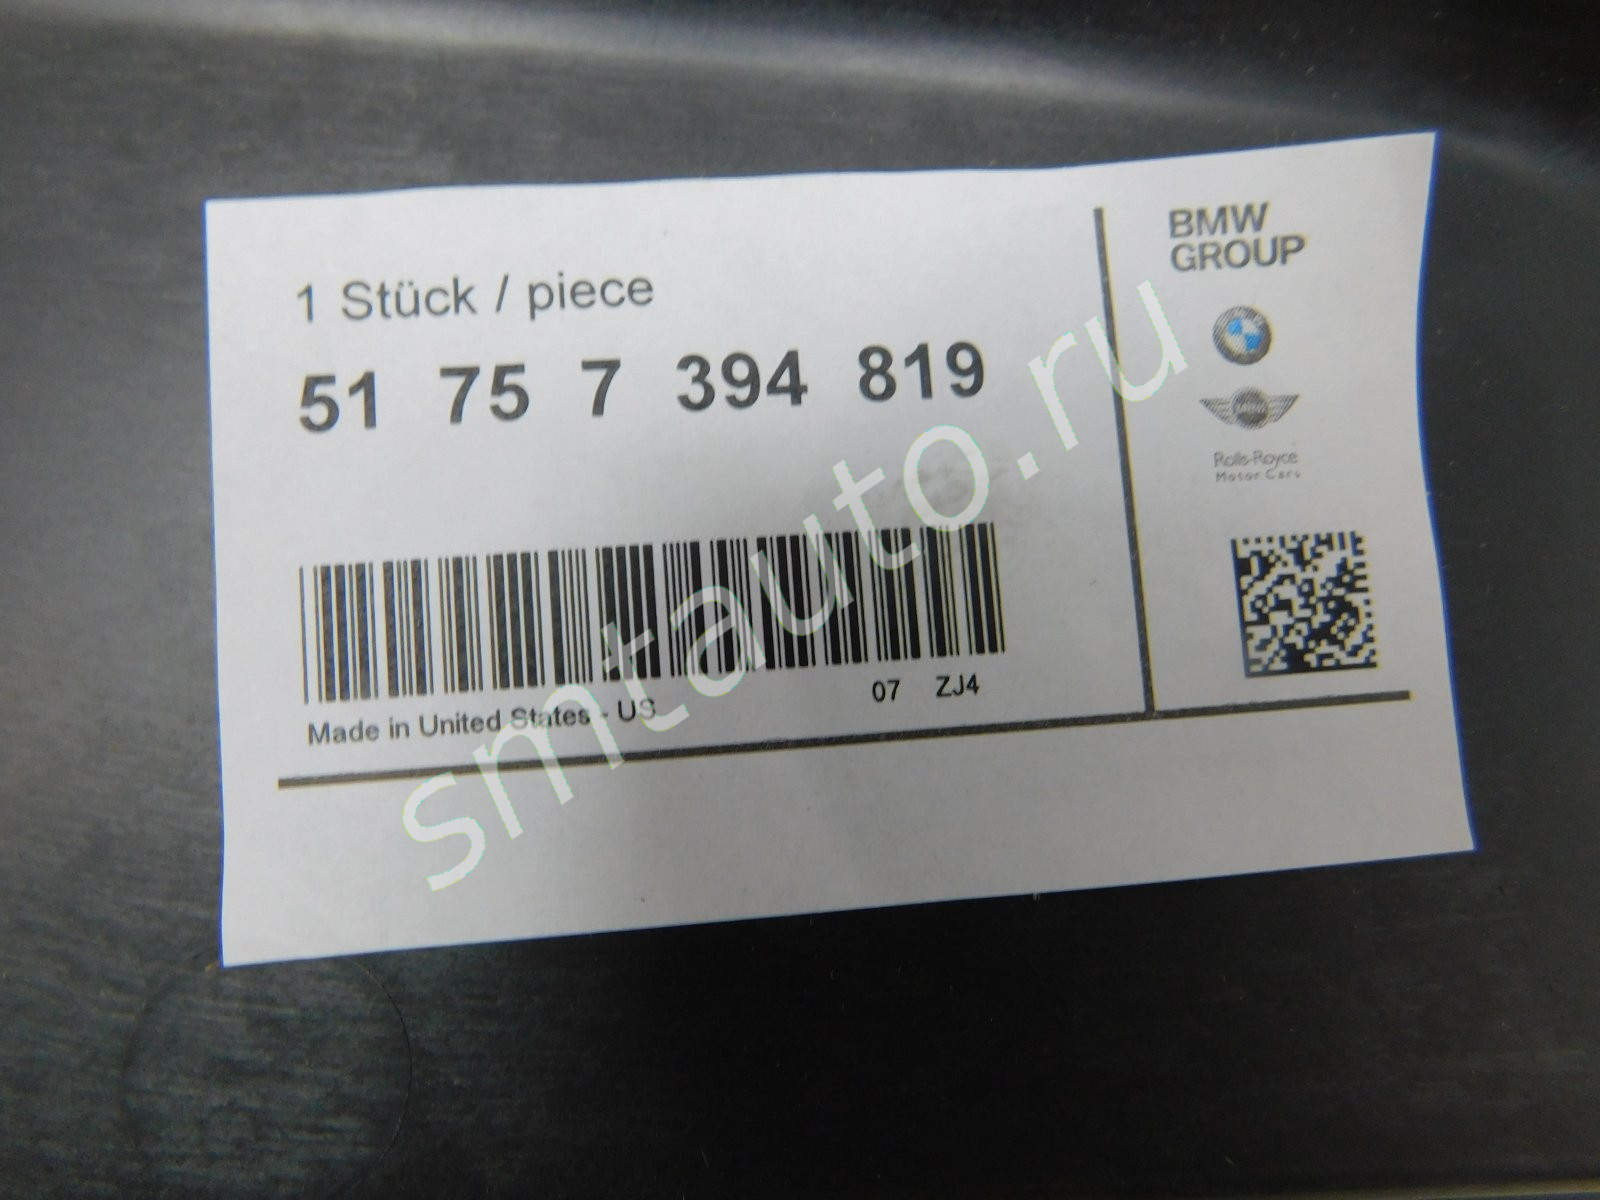 1 Stück / piece
51 75 7 394 819
Made in United States - US
07 ZJ4
BMW
GROUP
MINI
Rolls-Royce
Motor Cars
smtauto.ru